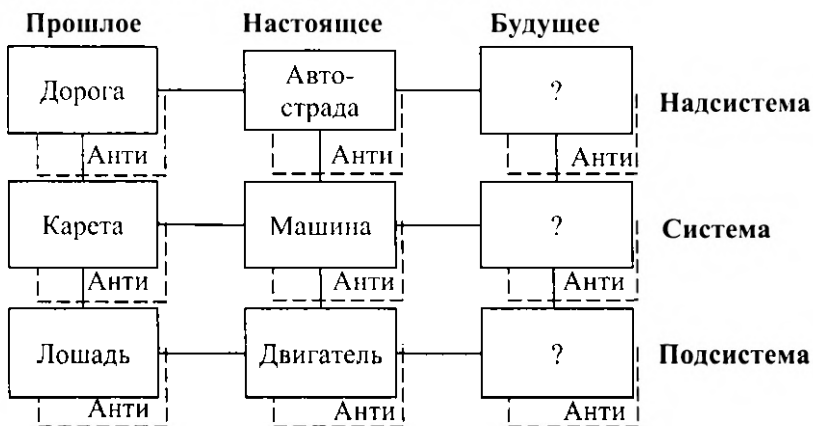 Прошлое Настоящее Будущее
Дорога
Авто-
страда
?
Надсистема
Анти Анти Анти
Карета Машина ? Система
Анти Анти Анти
Лошадь Двигатель ? Подсистема
Анти Анти Анти